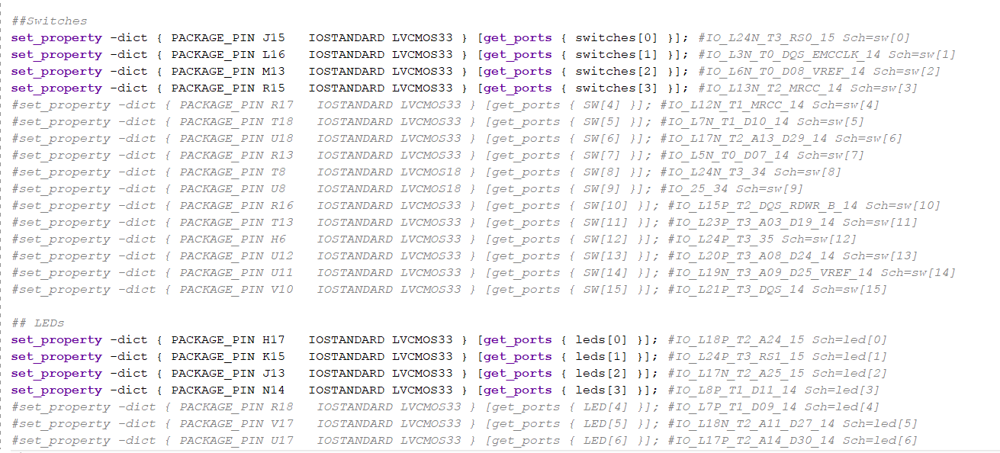 ##Switches
set_property -dict { PACKAGE_PIN J15   IOSTANDARD LVCMOS33 } [get_ports { switches[0] }]; #IO_L24N_T3_RS0_15 Sch=sw[0]
set_property -dict { PACKAGE_PIN L16   IOSTANDARD LVCMOS33 } [get_ports { switches[1] }]; #IO_L3N_T0_DQS_EMCCLK_14 Sch=sw[1]
set_property -dict { PACKAGE_PIN M13   IOSTANDARD LVCMOS33 } [get_ports { switches[2] }]; #IO_L6N_T0_D08_VREF_14 Sch=sw[2]
set_property -dict { PACKAGE_PIN R15   IOSTANDARD LVCMOS33 } [get_ports { switches[3] }]; #IO_L13N_T2_MRCC_14 Sch=sw[3]
#set_property -dict { PACKAGE_PIN R17   IOSTANDARD LVCMOS33 } [get_ports { SW[4] }]; #IO_L12N_T1_MRCC_14 Sch=sw[4]
#set_property -dict { PACKAGE_PIN T18   IOSTANDARD LVCMOS33 } [get_ports { SW[5] }]; #IO_L7N_T1_D10_14 Sch=sw[5]
#set_property -dict { PACKAGE_PIN U18   IOSTANDARD LVCMOS33 } [get_ports { SW[6] }]; #IO_L17N_T2_A13_D29_14 Sch=sw[6]
#set_property -dict { PACKAGE_PIN R13   IOSTANDARD LVCMOS33 } [get_ports { SW[7] }]; #IO_L5N_T0_D07_14 Sch=sw[7]
#set_property -dict { PACKAGE_PIN T8    IOSTANDARD LVCMOS18 } [get_ports { SW[8] }]; #IO_L24N_T3_34 Sch=sw[8]
#set_property -dict { PACKAGE_PIN U8    IOSTANDARD LVCMOS18 } [get_ports { SW[9] }]; #IO_25_34 Sch=sw[9]
#set_property -dict { PACKAGE_PIN R16   IOSTANDARD LVCMOS33 } [get_ports { SW[10] }]; #IO_L15P_T2_DQS_RDWR_B_14 Sch=sw[10]
#set_property -dict { PACKAGE_PIN T13   IOSTANDARD LVCMOS33 } [get_ports { SW[11] }]; #IO_L23P_T3_A03_D19_14 Sch=sw[11]
#set_property -dict { PACKAGE_PIN H6    IOSTANDARD LVCMOS33 } [get_ports { SW[12] }]; #IO_L24P_T3_35 Sch=sw[12]
#set_property -dict { PACKAGE_PIN U12   IOSTANDARD LVCMOS33 } [get_ports { SW[13] }]; #IO_L20P_T3_A08_D24_14 Sch=sw[13]
#set_property -dict { PACKAGE_PIN U11   IOSTANDARD LVCMOS33 } [get_ports { SW[14] }]; #IO_L19N_T3_A09_D25_VREF_14 Sch=sw[14]
#set_property -dict { PACKAGE_PIN V10   IOSTANDARD LVCMOS33 } [get_ports { SW[15] }]; #IO_L21P_T3_DQS_14 Sch=sw[15]
## LEDs
set_property -dict { PACKAGE_PIN H17   IOSTANDARD LVCMOS33 } [get_ports { leds[0] }]; #IO_L18P_T2_A24_15 Sch=led[0]
set_property -dict { PACKAGE_PIN K15   IOSTANDARD LVCMOS33 } [get_ports { leds[1] }]; #IO_L24P_T3_RS1_15 Sch=led[1]
set_property -dict { PACKAGE_PIN J13   IOSTANDARD LVCMOS33 } [get_ports { leds[2] }]; #IO_L17N_T2_A25_15 Sch=led[2]
set_property -dict { PACKAGE_PIN N14   IOSTANDARD LVCMOS33 } [get_ports { leds[3] }]; #IO_L8P_T1_D11_14 Sch=led[3]
#set_property -dict { PACKAGE_PIN R18   IOSTANDARD LVCMOS33 } [get_ports { LED[4] }]; #IO_L7P_T1_D09_14 Sch=led[4]
#set_property -dict { PACKAGE_PIN V17   IOSTANDARD LVCMOS33 } [get_ports { LED[5] }]; #IO_L18N_T2_A11_D27_14 Sch=led[5]
#set_property -dict { PACKAGE_PIN U17   IOSTANDARD LVCMOS33 } [get_ports { LED[6] }]; #IO_L17P_T2_A14_D30_14 Sch=led[6]